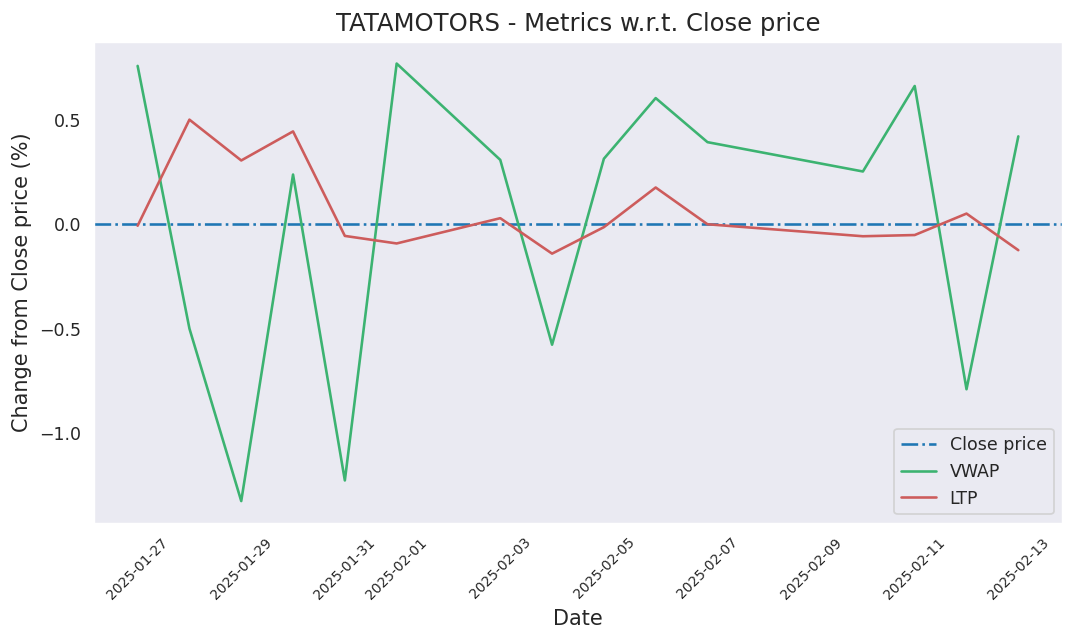 TATAMOTORS - Metrics w.r.t. Close price
Change from Close price (%)
0.5
0.0
−0.5
−1.0
Close price
VWAP
LTP
2025-01-27
2025-01-29
2025-01-31
2025-02-01
2025-02-03
2025-02-05
2025-02-07
2025-02-09
2025-02-11
2025-02-13
Date